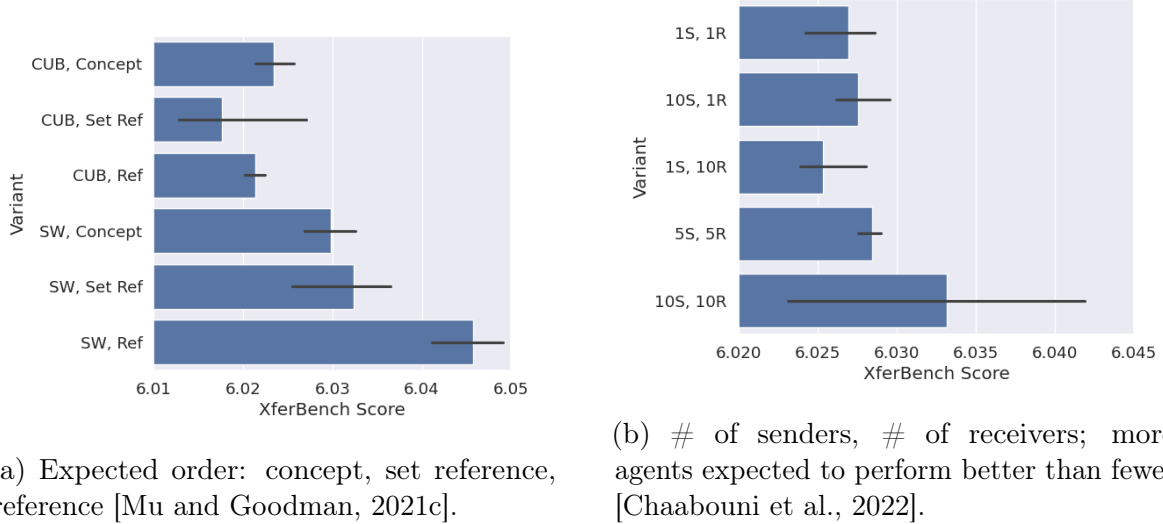 CUB, Concept
CUB, Set Ref
CUB, Ref
SW, Concept
SW, Set Ref
SW, Ref
Variant
6.01 6.02 6.03 6.04 6.05
XferBench Score
a) Expected order: concept, set reference,
reference [Mu and Goodman, 2021c].
1S, 1R
10S, 1R
1S, 10R
5S, 5R
10S, 10R
Variant
6.020 6.025 6.030 6.035 6.040 6.045
XferBench Score
(b) # of senders, # of receivers; more
agents expected to perform better than fewe
[Chaabouni et al., 2022].